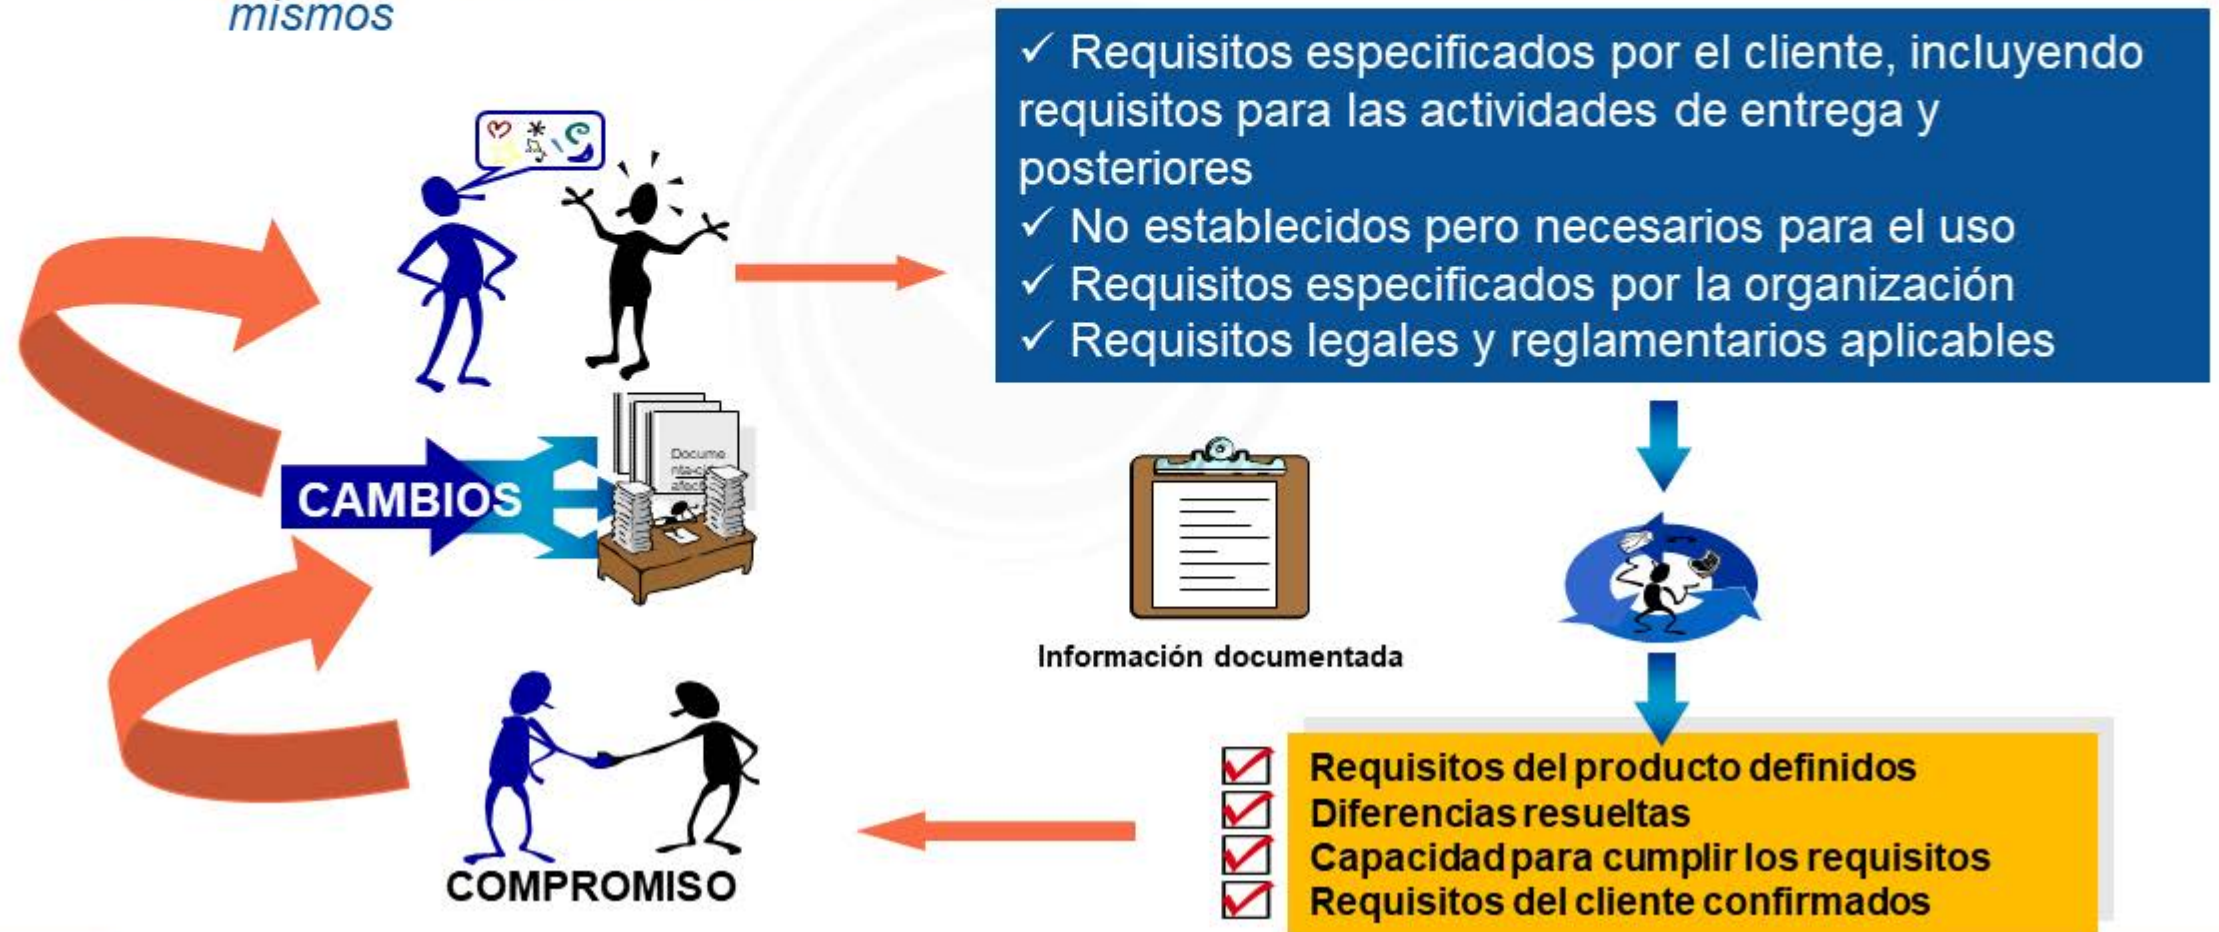 mismos
✓ Requisitos especificados por el cliente, incluyendo
requisitos para las actividades de entrega y
posteriores
✓ No establecidos pero necesarios para el uso
✓ Requisitos especificados por la organización
✓ Requisitos legales y reglamentarios aplicables
Docume
CAMBIOS
Información documentada
Requisitos del producto definidos
Diferencias resueltas
Capacidad para cumplir los requisitos
Requisitos del cliente confirmados
COMPROMISO